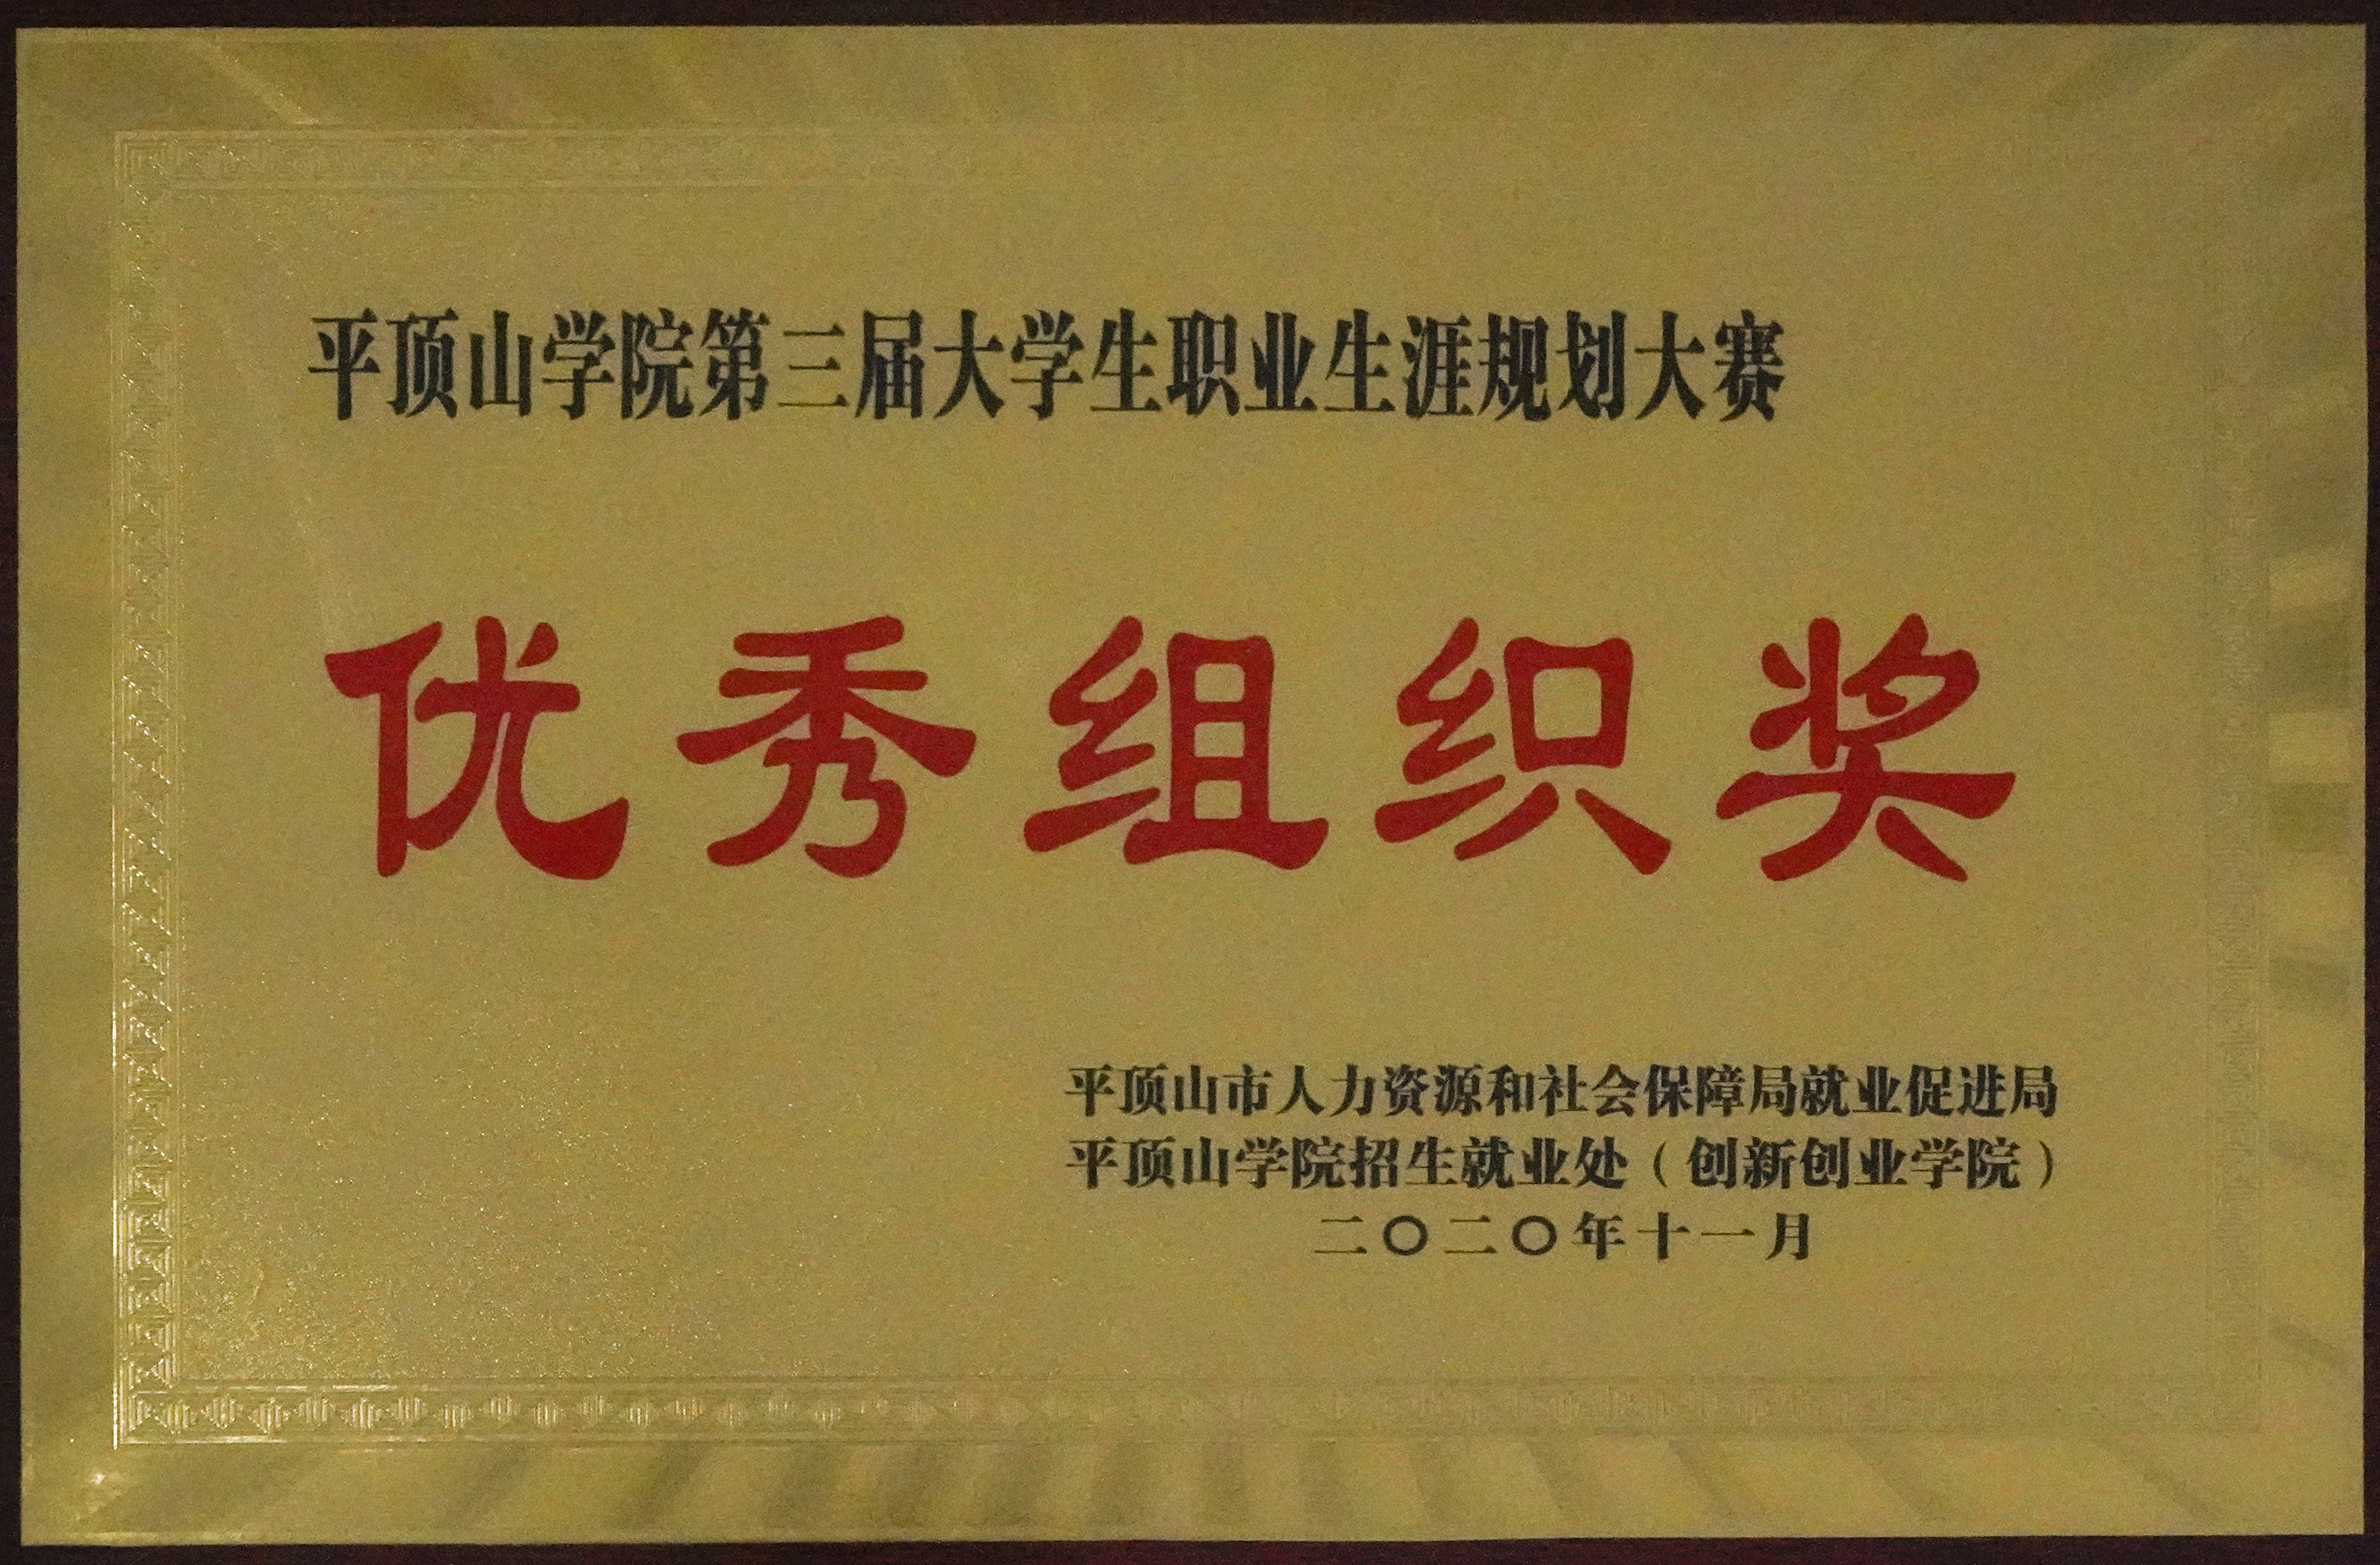 平顶山学院第三届大学生职业生涯规划大赛
优秀组织奖
平顶山市人力资源和社会保障局就业促进局
平顶山学院招生就业处（创新创业学院）
二〇二〇年十一月